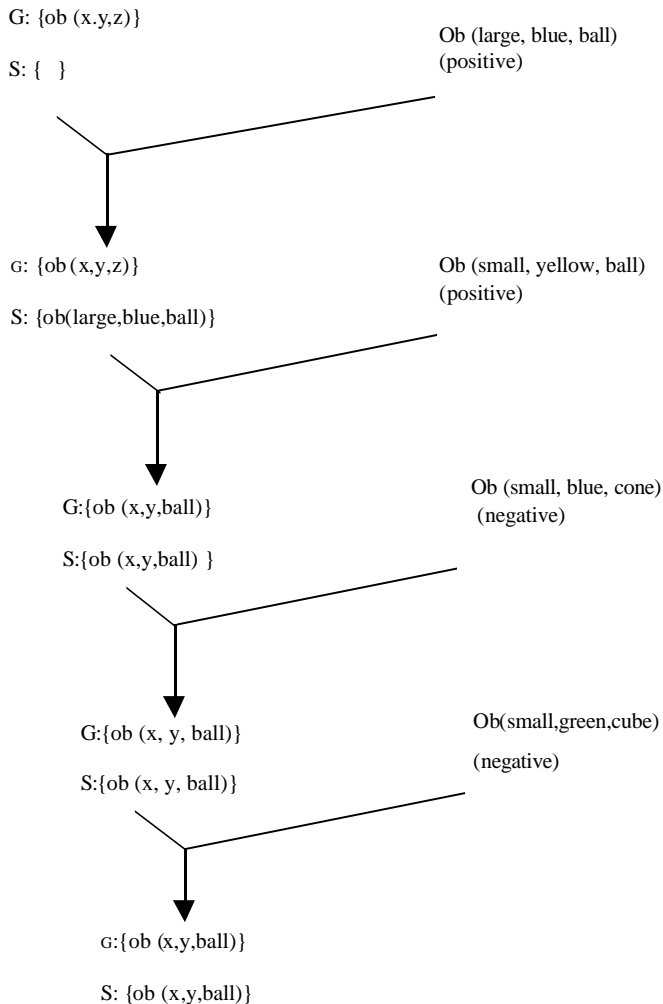 G: {ob (x.y,z)}
Ob (large, blue, ball)
(positive)
S: { }
G: {ob (x,y,z)}
Ob (small, yellow, ball)
(positive)
S: {ob(large,blue,ball)}
Ob (small, blue, cone)
(negative)
G:{ob (x,y,ball)}
S:{ob (x,y,ball) }
Ob(small,green,cube)
(negative)
G:{ob (x, y, ball)}
S:{ob (x, y, ball)}
G:{ob (x,y,ball)}
S: {ob (x,y,ball)}